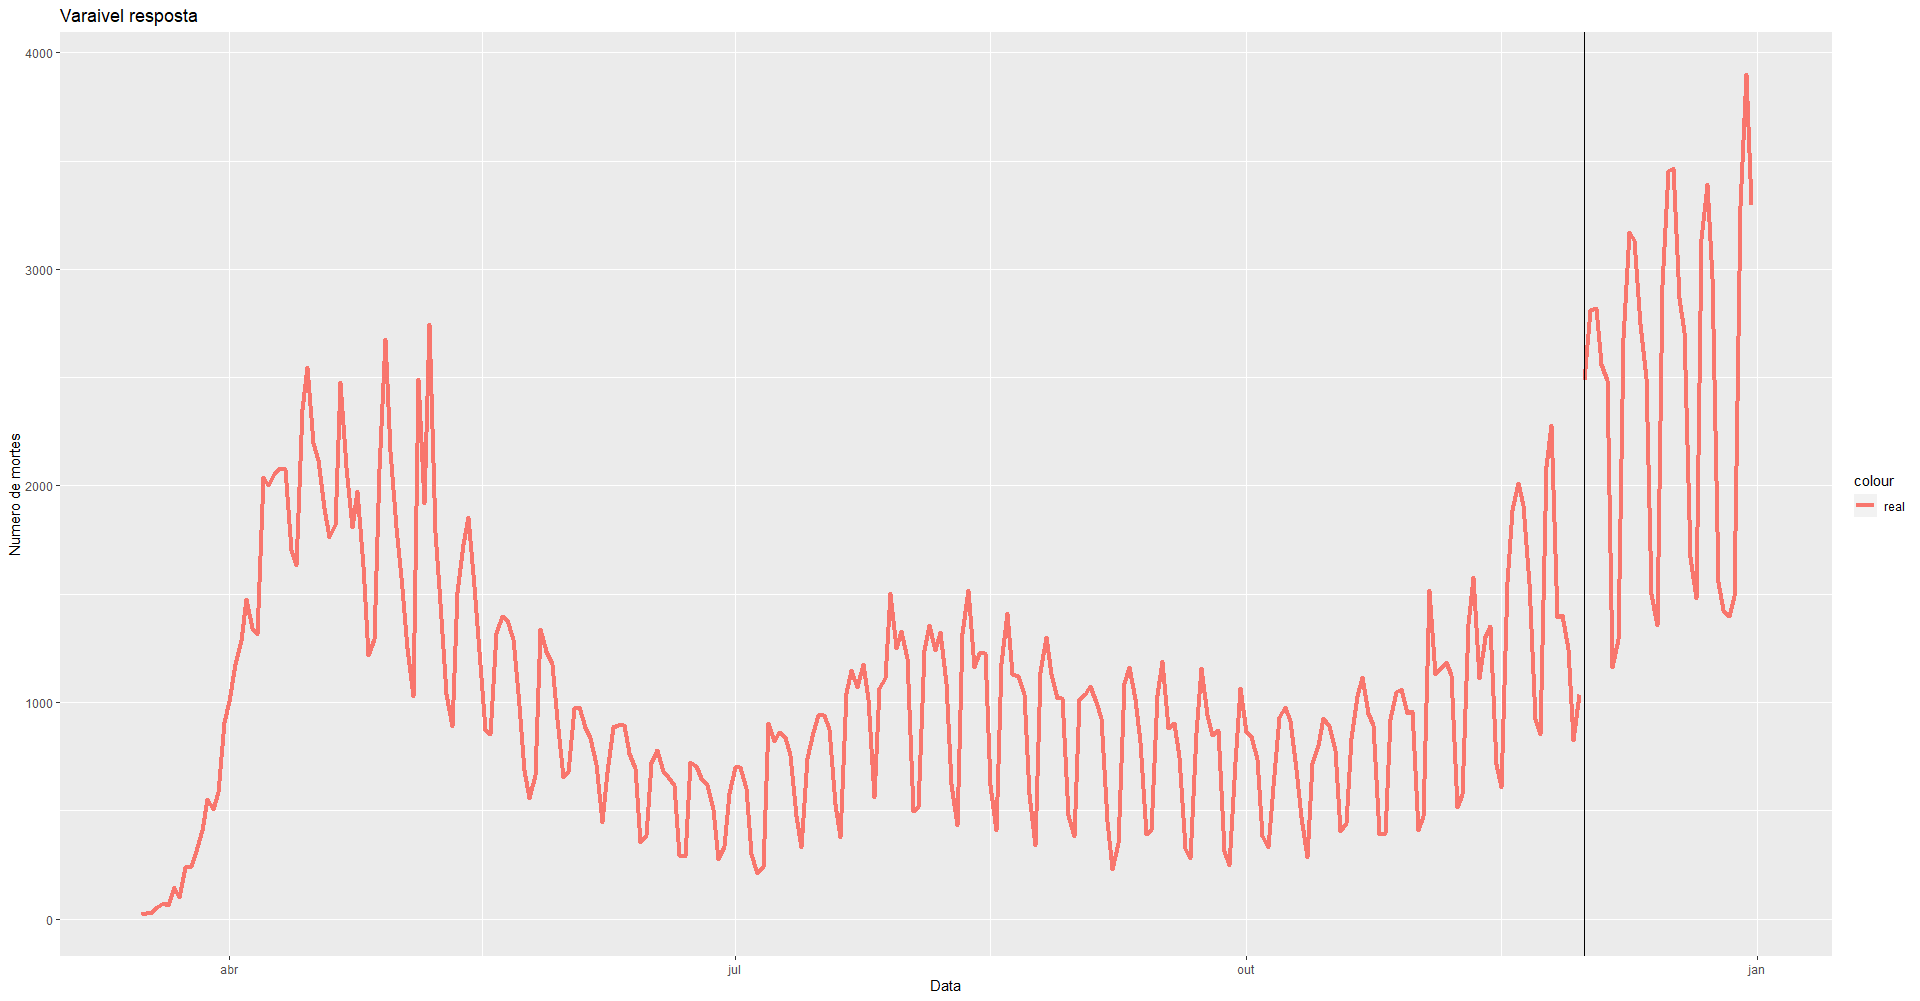 Varaivel resposta
4000
3000
2000
1000
0
Numero de mortes
abr
jul
out
jan
Data
colour
real